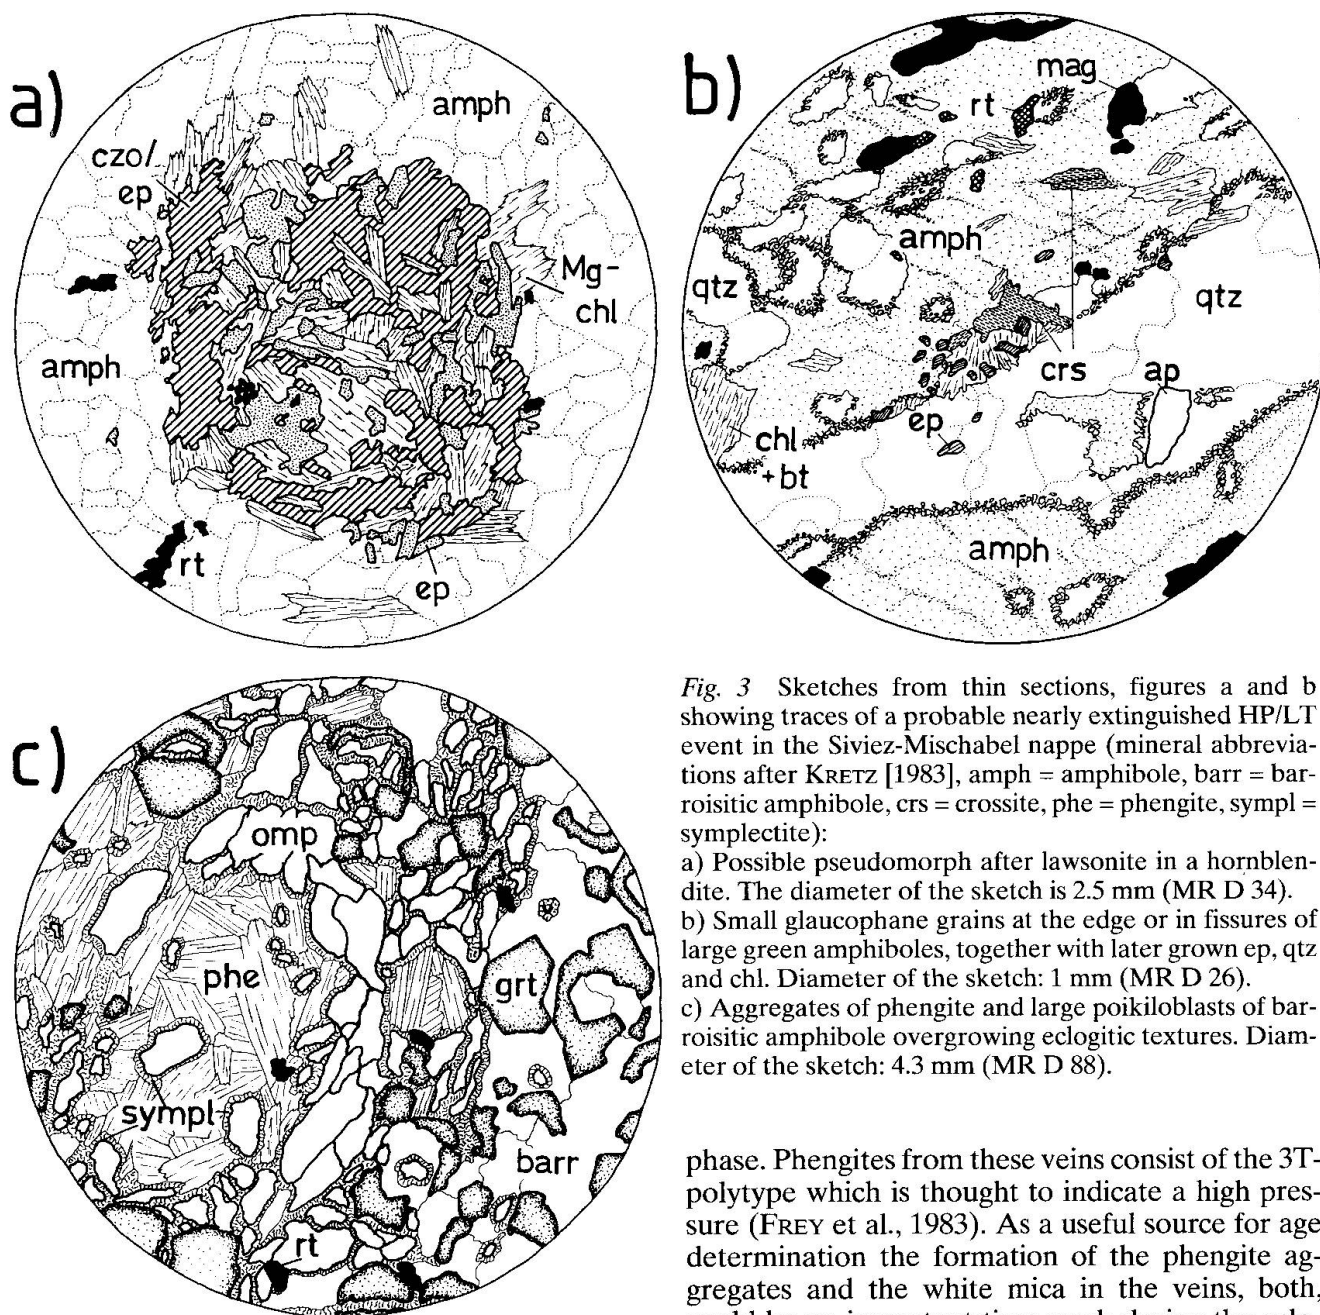 a)
amph
czo/
ep
Mg-
chl
amph
rt
ep
b)
mag
rt
amph
qtz
qtz
crs
ap
ep
chl
+ bt
amph
c)
omp
phe
grt
sympl
barr
rt
Fig. 3 Sketches from thin sections, figures a and b
showing traces of a probable nearly extinguished HP/LT
event in the Siviez-Mischabel nappe (mineral abbrevia-
tions after KRETZ [1983], amph = amphibole, barr = bar-
roisitic amphibole, crs = crossite, phe = phengite, sympl =
symplectite):
a) Possible pseudomorph after lawsonite in a hornblen-
dite. The diameter of the sketch is 2.5 mm (MR D 34).
b) Small glaucophane grains at the edge or in fissures of
large green amphiboles, together with later grown ep, qtz
and chl. Diameter of the sketch: 1 mm (MR D 26).
c) Aggregates of phengite and large poikiloblasts of bar-
roisitic amphibole overgrowing eclogitic textures. Diam-
eter of the sketch: 4.3 mm (MR D 88).
phase. Phengites from these veins consist of the 3T-
polytype which is thought to indicate a high pres-
sure (FREY et al., 1983). As a useful source for age
determination the formation of the phengite ag-
gregates and the white mica in the veins, both,